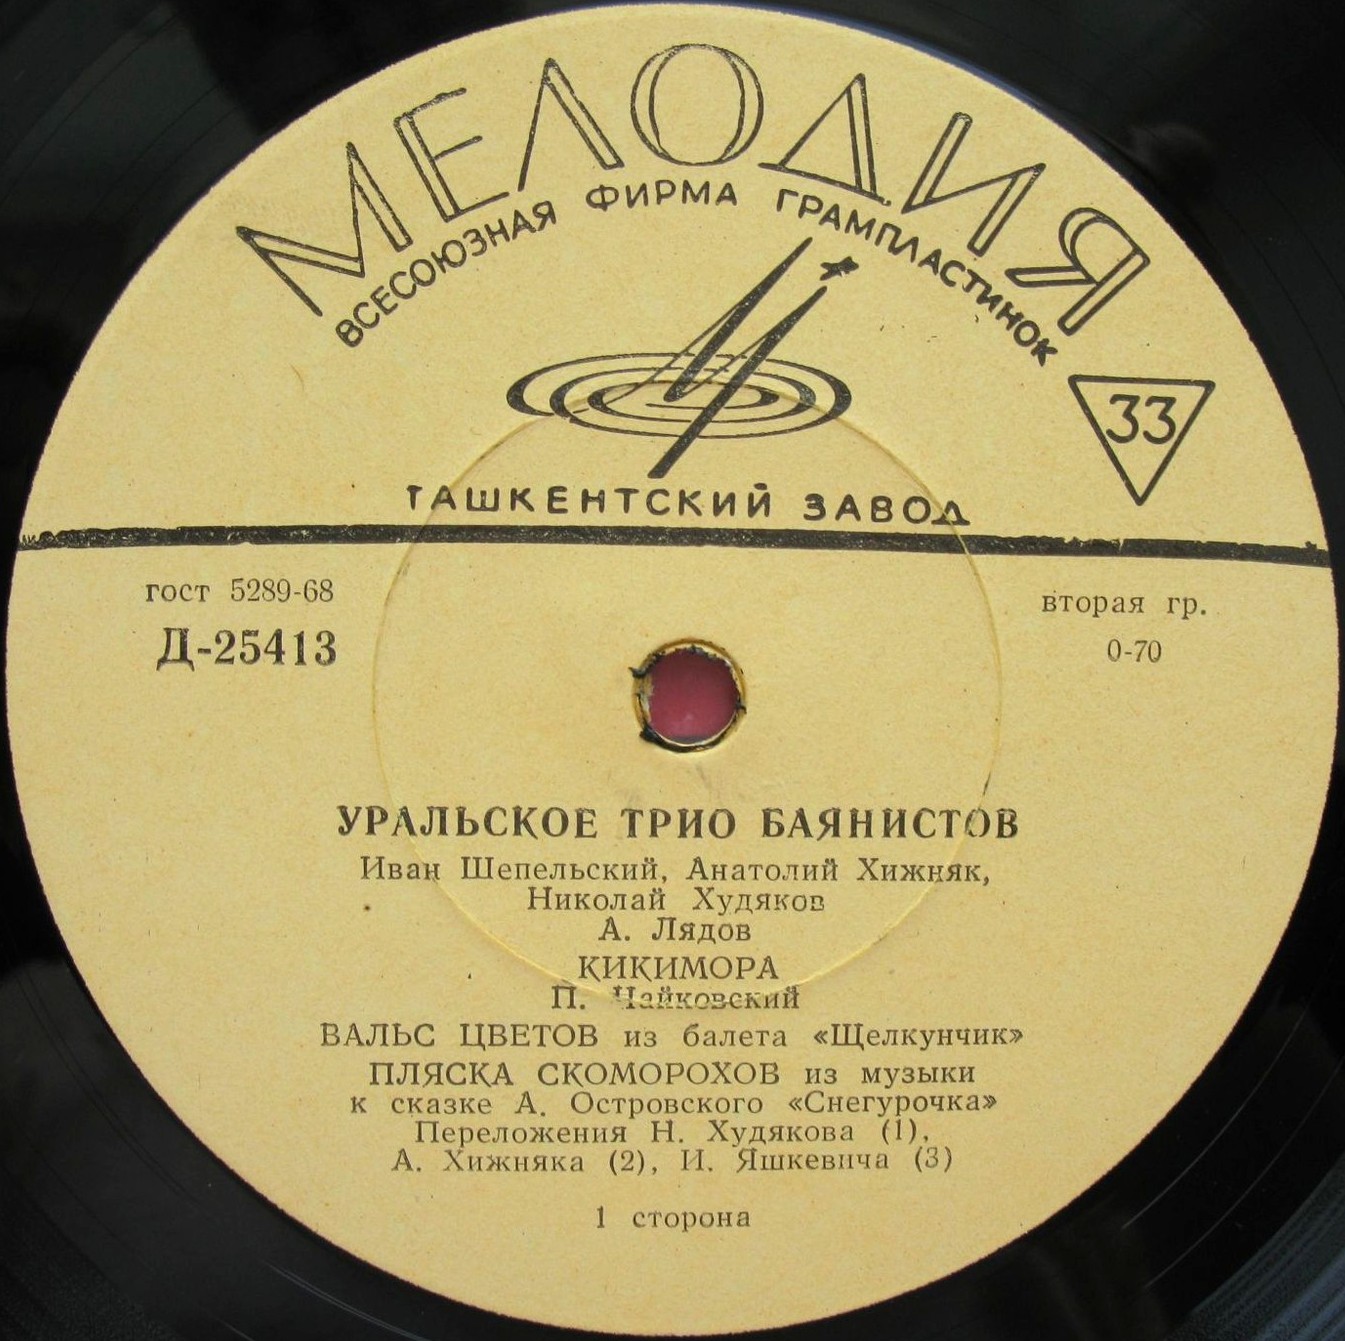 МЕЛОДИЯ
ВСЕСОЮЗНАЯ ФИРМА ГРАМПЛАСТИНОК
33
ТАШКЕНТСКИЙ ЗАВОД
гост 5289-68
вторая гр.
Д-25413
0-70
УРАЛЬСКОЕ ТРИО БАЯНИСТОВ
Иван Шепельский, Анатолий Хижняк,
Николай Худяков
А. Лядов
КИКИМОРА
П. Чайковский
ВАЛЬС ЦВЕТОВ из балета «Щелкунчик»
ПЛЯСКА СКОМОРОХОВ из музыки
к сказке А. Островского «Снегурочка»
Переложения Н. Худякова (1),
А. Хижняка (2), И. Яшкевича (3)
1 сторона